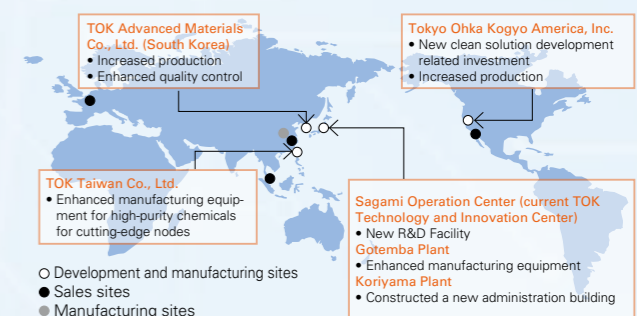 TOK Advanced Materials
Co., Ltd. (South Korea)
• Increased production
• Enhanced quality control
Tokyo Ohka Kogyo America, Inc.
• New clean solution development
related investment
• Increased production
TOK Taiwan Co., Ltd.
• Enhanced manufacturing equip-
ment for high-purity chemicals
for cutting-edge nodes
Sagami Operation Center (current TOK
Technology and Innovation Center)
• New R&D Facility
Gotemba Plant
• Enhanced manufacturing equipment
Koriyama Plant
• Constructed a new administration building
○ Development and manufacturing sites
● Sales sites
● Manufacturing sites